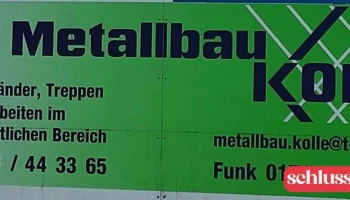 Metallbau
Kol
änder, Treppen
beiten im
tlichen Bereich
/ 44 33 65
metallbau.kolle@t-
Funk 01
schluss